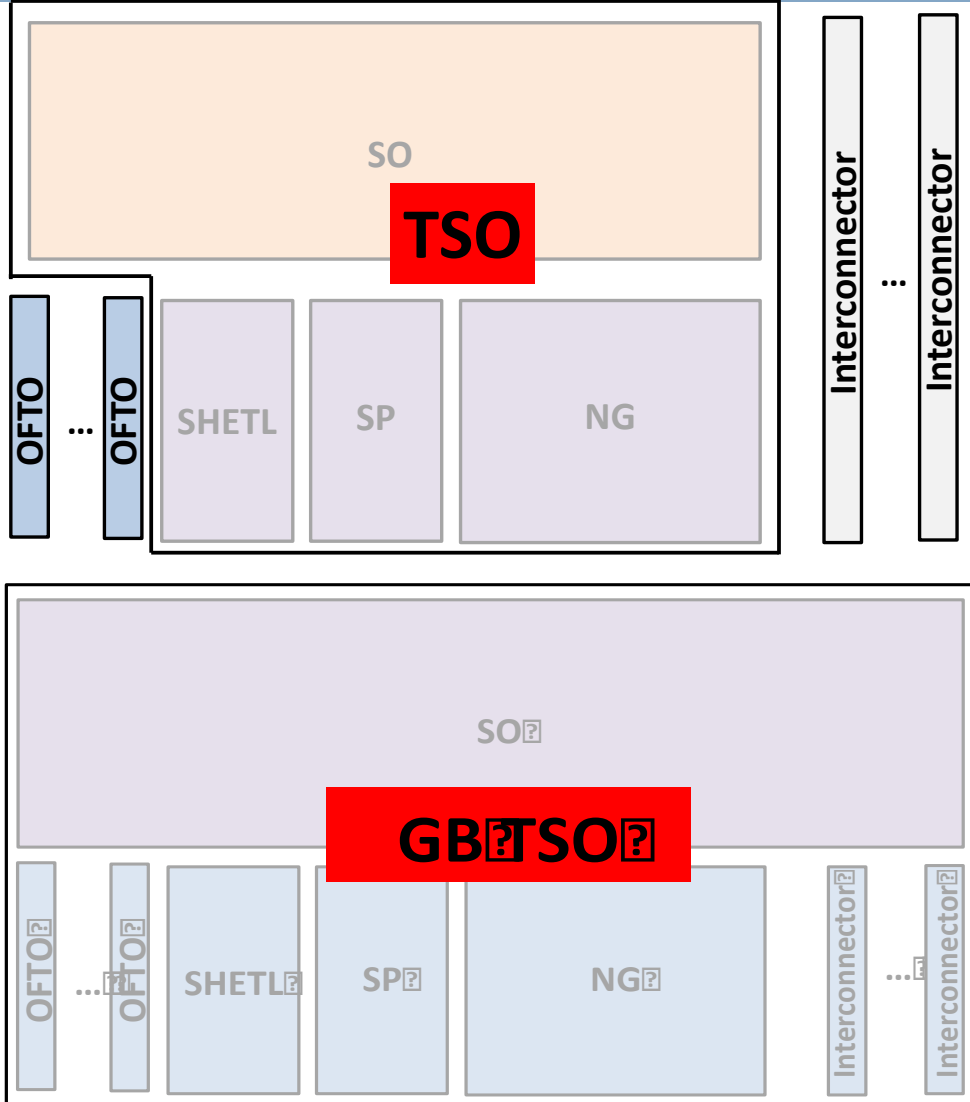 SO
TSO
OFTO
...
OFTO
SHETL
SP
NG
Interconnector
...
Interconnector
SO⍰
GB⍰TSO⍰
OFTO⍰
...⍰
OFTO⍰
SHETL⍰
SP⍰
NG⍰
Interconnector⍰
...⍰
Interconnector⍰